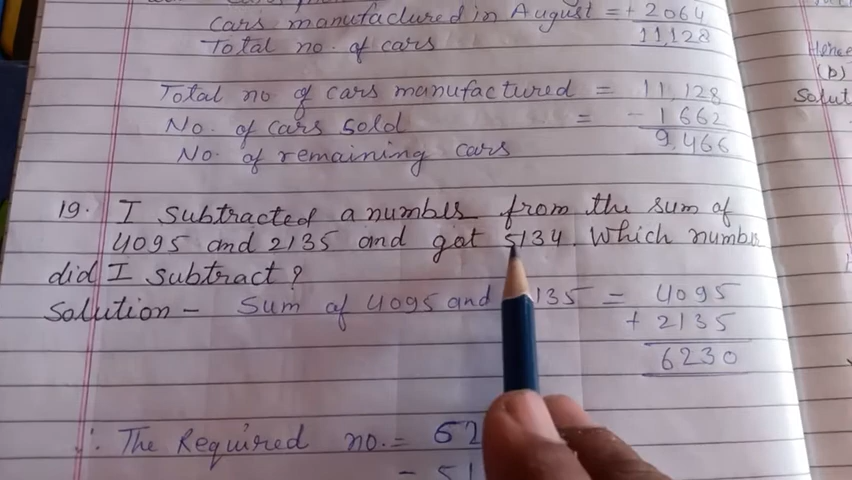 Cars manufactured in August = + 2064
Total no. of cars 11,128
Total no of cars manufactured = 11,128
No. of cars sold = - 1662
No. of remaining cars 9,466
19. I subtracted a number from the sum of
4095 and 2135 and got 5134. Which number
did I subtract?
Solution - Sum of 4095 and 135 = 4095
+ 2135
6230
∴ The Required no. = 62
- 51
Hence
(b)
Solut